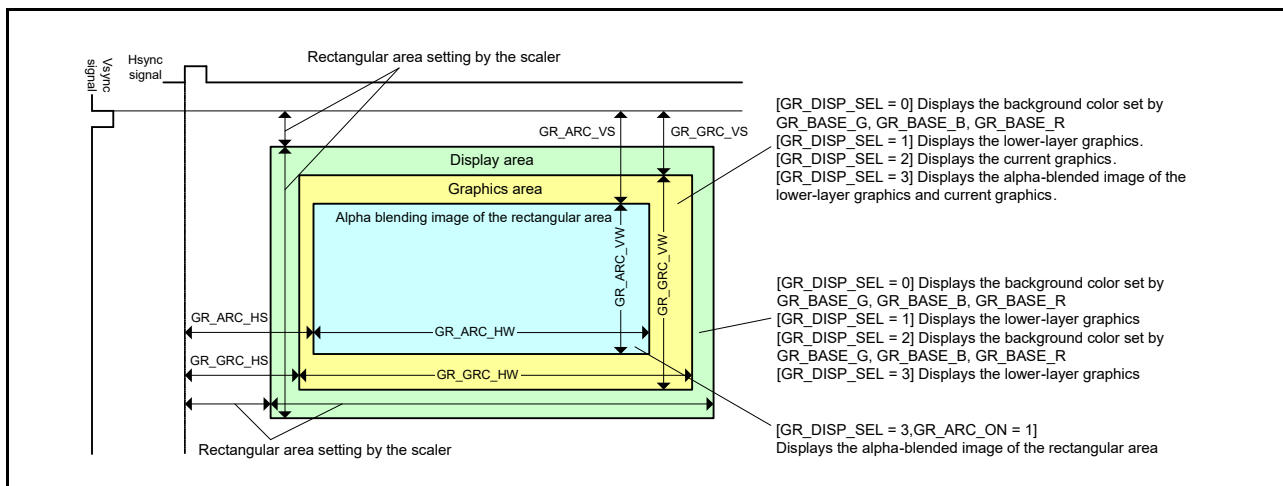 Rectangular area setting by the scaler
Hsync
signal
Vsync
signal
GR_ARC_VS
GR_GRC_VS
[GR_DISP_SEL = 0] Displays the background color set by
GR_BASE_G, GR_BASE_B, GR_BASE_R
[GR_DISP_SEL = 1] Displays the lower-layer graphics.
[GR_DISP_SEL = 2] Displays the current graphics.
[GR_DISP_SEL = 3] Displays the alpha-blended image of the
lower-layer graphics and current graphics.
Display area
Graphics area
Alpha blending image of the rectangular area
GR_ARC_VW
GR_GRC_VW
[GR_DISP_SEL = 0] Displays the background color set by
GR_BASE_G, GR_BASE_B, GR_BASE_R
[GR_DISP_SEL = 1] Displays the lower-layer graphics
[GR_DISP_SEL = 2] Displays the background color set by
GR_BASE_G, GR_BASE_B, GR_BASE_R
[GR_DISP_SEL = 3] Displays the lower-layer graphics
GR_ARC_HS
GR_ARC_HW
GR_GRC_HS
GR_GRC_HW
[GR_DISP_SEL = 3,GR_ARC_ON = 1]
Displays the alpha-blended image of the rectangular area
Rectangular area setting by the scaler